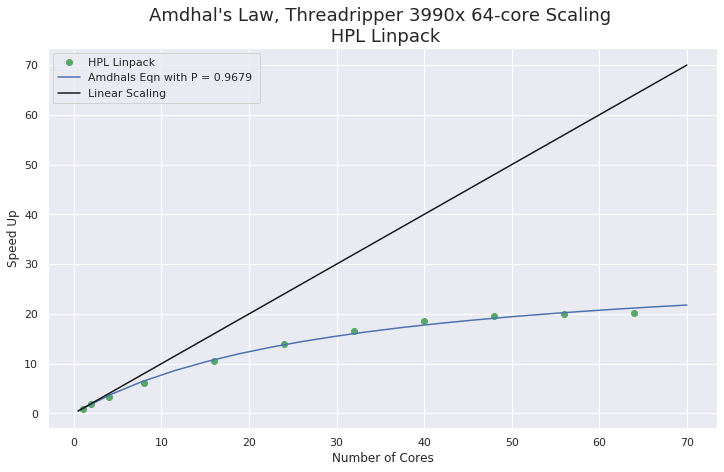 Amdhal's Law, Threadripper 3990x 64-core Scaling
HPL Linpack
HPL Linpack
Amdhals Eqn with P = 0.9679
Linear Scaling
70
60
50
40
30
20
10
0
Speed Up
0 10 20 30 40 50 60 70
Number of Cores